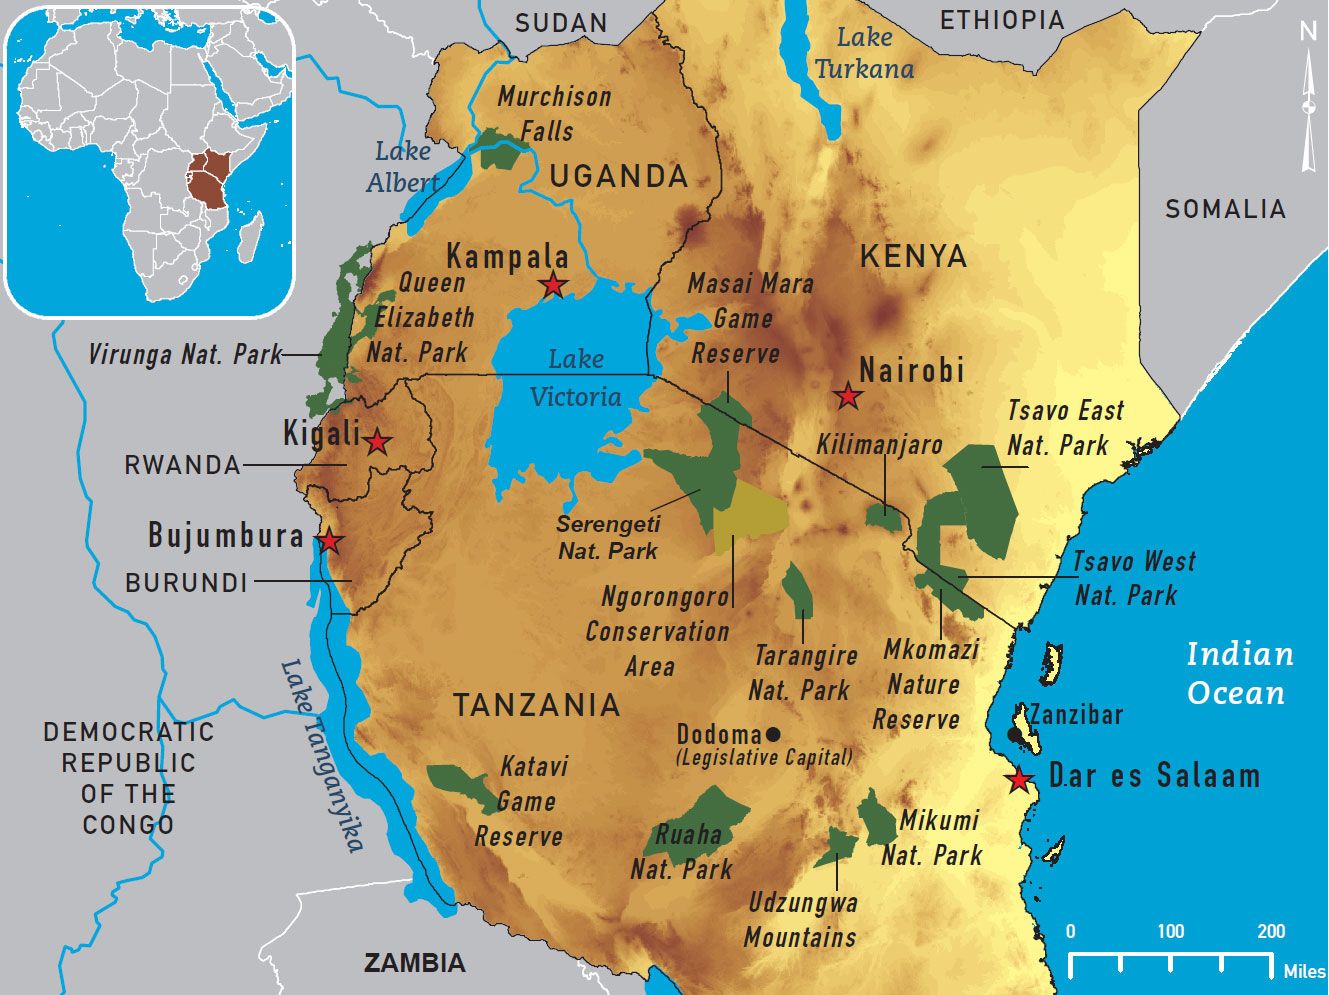 SUDAN
ETHIOPIA
N
Lake
Turkana
Murchison
Falls
Lake
Albert
UGANDA
SOMALIA
Kampala
KENYA
Queen
Elizabeth
Nat. Park
Masai Mara
Game
Reserve
Virunga Nat. Park
Lake
Victoria
Nairobi
Kigali
Tsavo East
Nat. Park
Kilimanjaro
RWANDA
Serengeti
Nat. Park
Bujumbura
BURUNDI
Tsavo West
Nat. Park
Ngorongoro
Conservation
Area
Tarangire
Nat. Park
Mkomazi
Nature
Reserve
Indian
Ocean
Lake Tanganyika
TANZANIA
Zanzibar
Dodoma
(Legislative Capital)
DEMOCRATIC
REPUBLIC
OF THE
CONGO
Dar es Salaam
Katavi
Game
Reserve
Ruaha
Nat. Park
Mikumi
Nat. Park
Udzungwa
Mountains
ZAMBIA
0 100 200
Miles